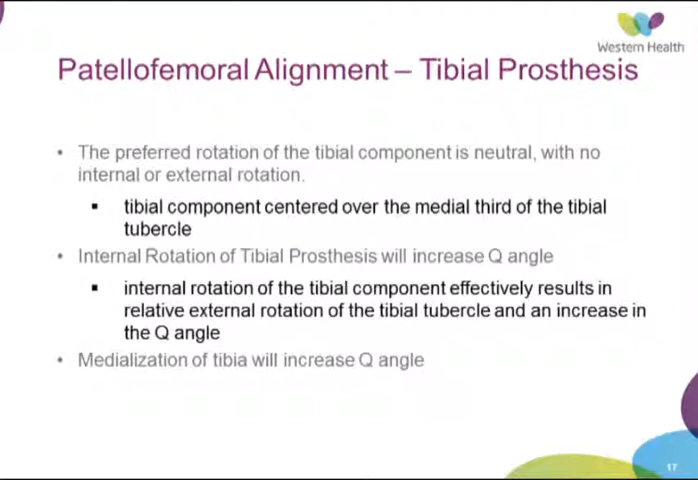 Western Health
Patellofemoral Alignment – Tibial Prosthesis
• The preferred rotation of the tibial component is neutral, with no
internal or external rotation.
▪ tibial component centered over the medial third of the tibial
tubercle
• Internal Rotation of Tibial Prosthesis will increase Q angle
▪ internal rotation of the tibial component effectively results in
relative external rotation of the tibial tubercle and an increase in
the Q angle
• Medialization of tibia will increase Q angle
17